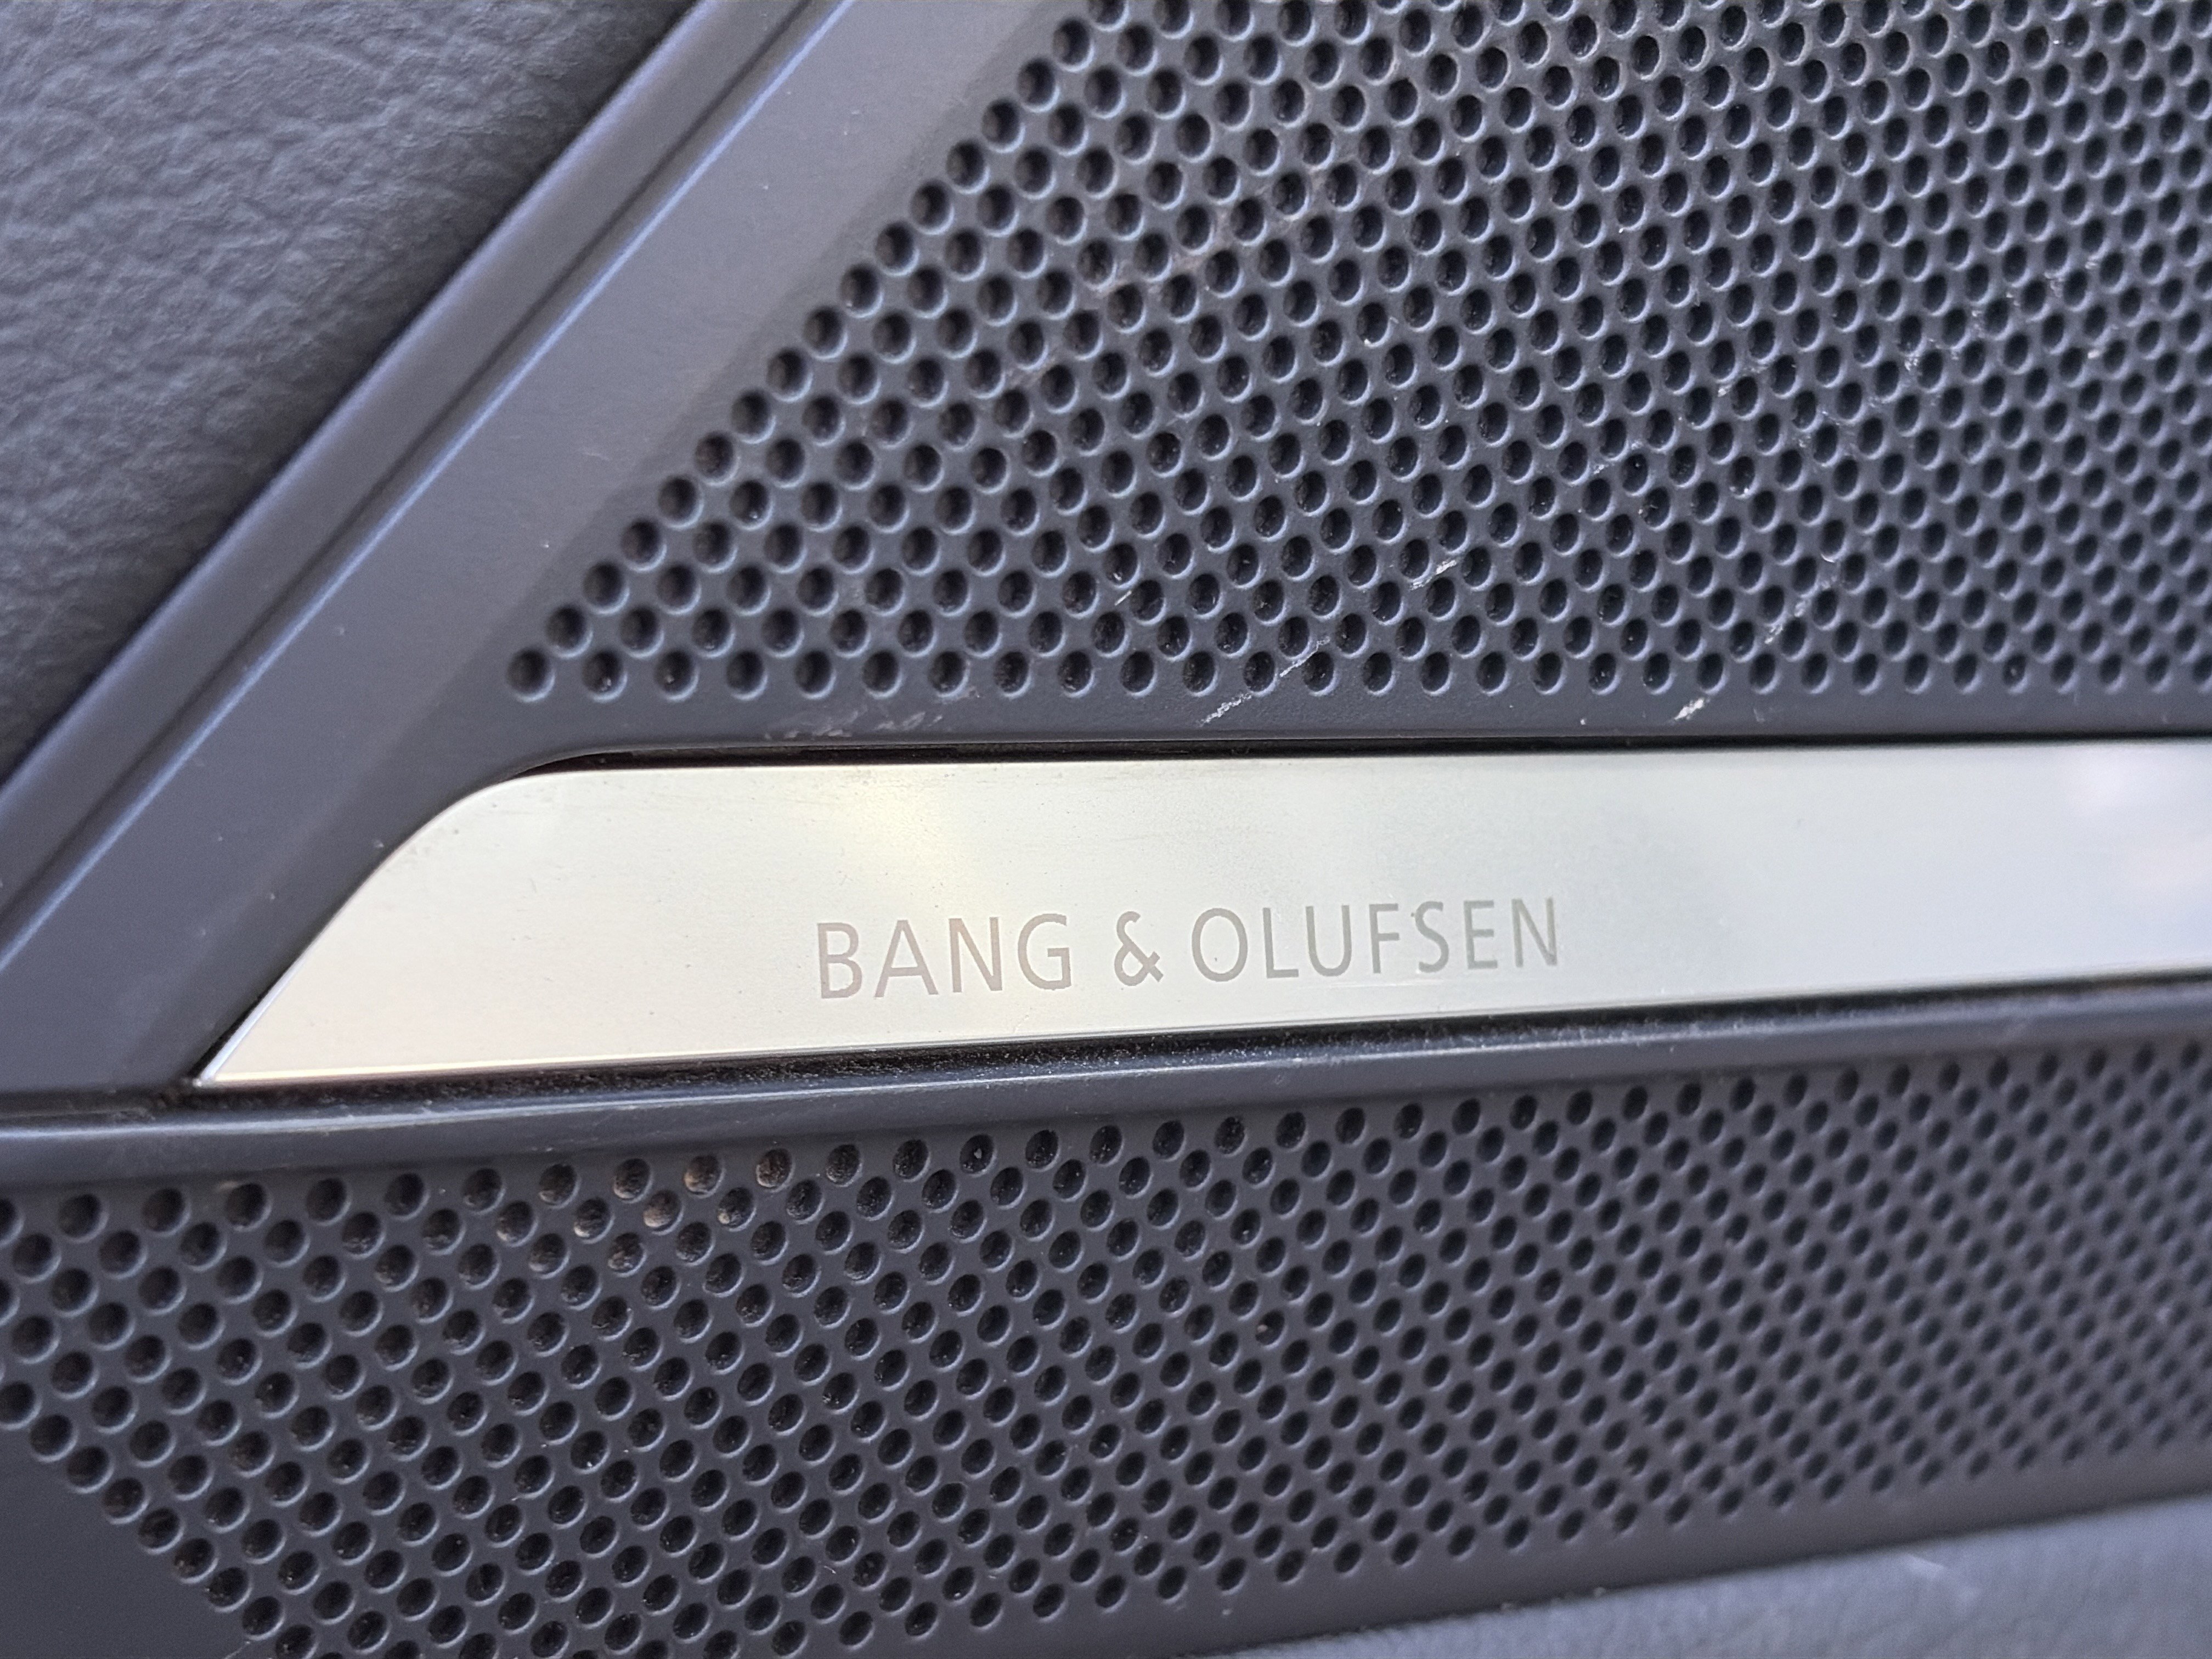 BANG & OLUFSEN